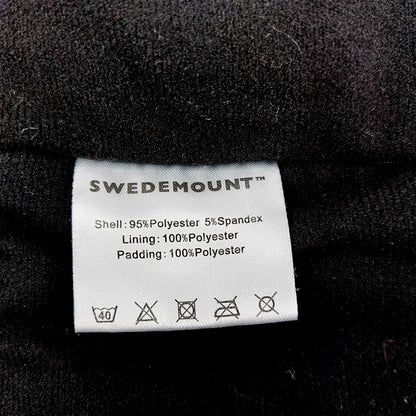 SWEDEMOUNT™
Shell: 95%Polyester 5%Spandex
Lining: 100%Polyester
Padding: 100%Polyester
40